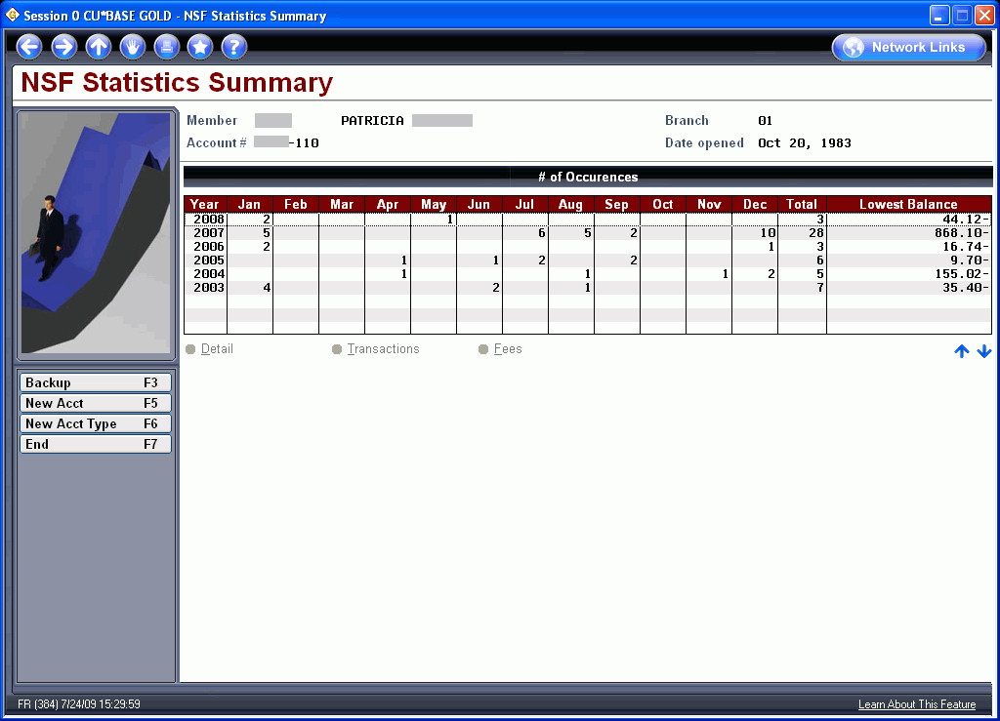 Session 0 CU*BASE GOLD - NSF Statistics Summary
Network Links
NSF Statistics Summary
Member PATRICIA Branch 01
Account # -110 Date opened Oct 20, 1983
# of Occurences
Year Jan Feb Mar Apr May Jun Jul Aug Sep Oct Nov Dec Total Lowest Balance
2008 2 1 3 44.12-
2007 5 6 5 2 10 28 868.10-
2006 2 1 3 16.74-
2005 1 1 2 2 6 9.70-
2004 1 1 1 2 5 155.02-
2003 4 2 1 7 35.40-
Detail Transactions Fees
Backup F3
New Acct F5
New Acct Type F6
End F7
FR (384) 7/24/09 15:29:59 Learn About This Feature